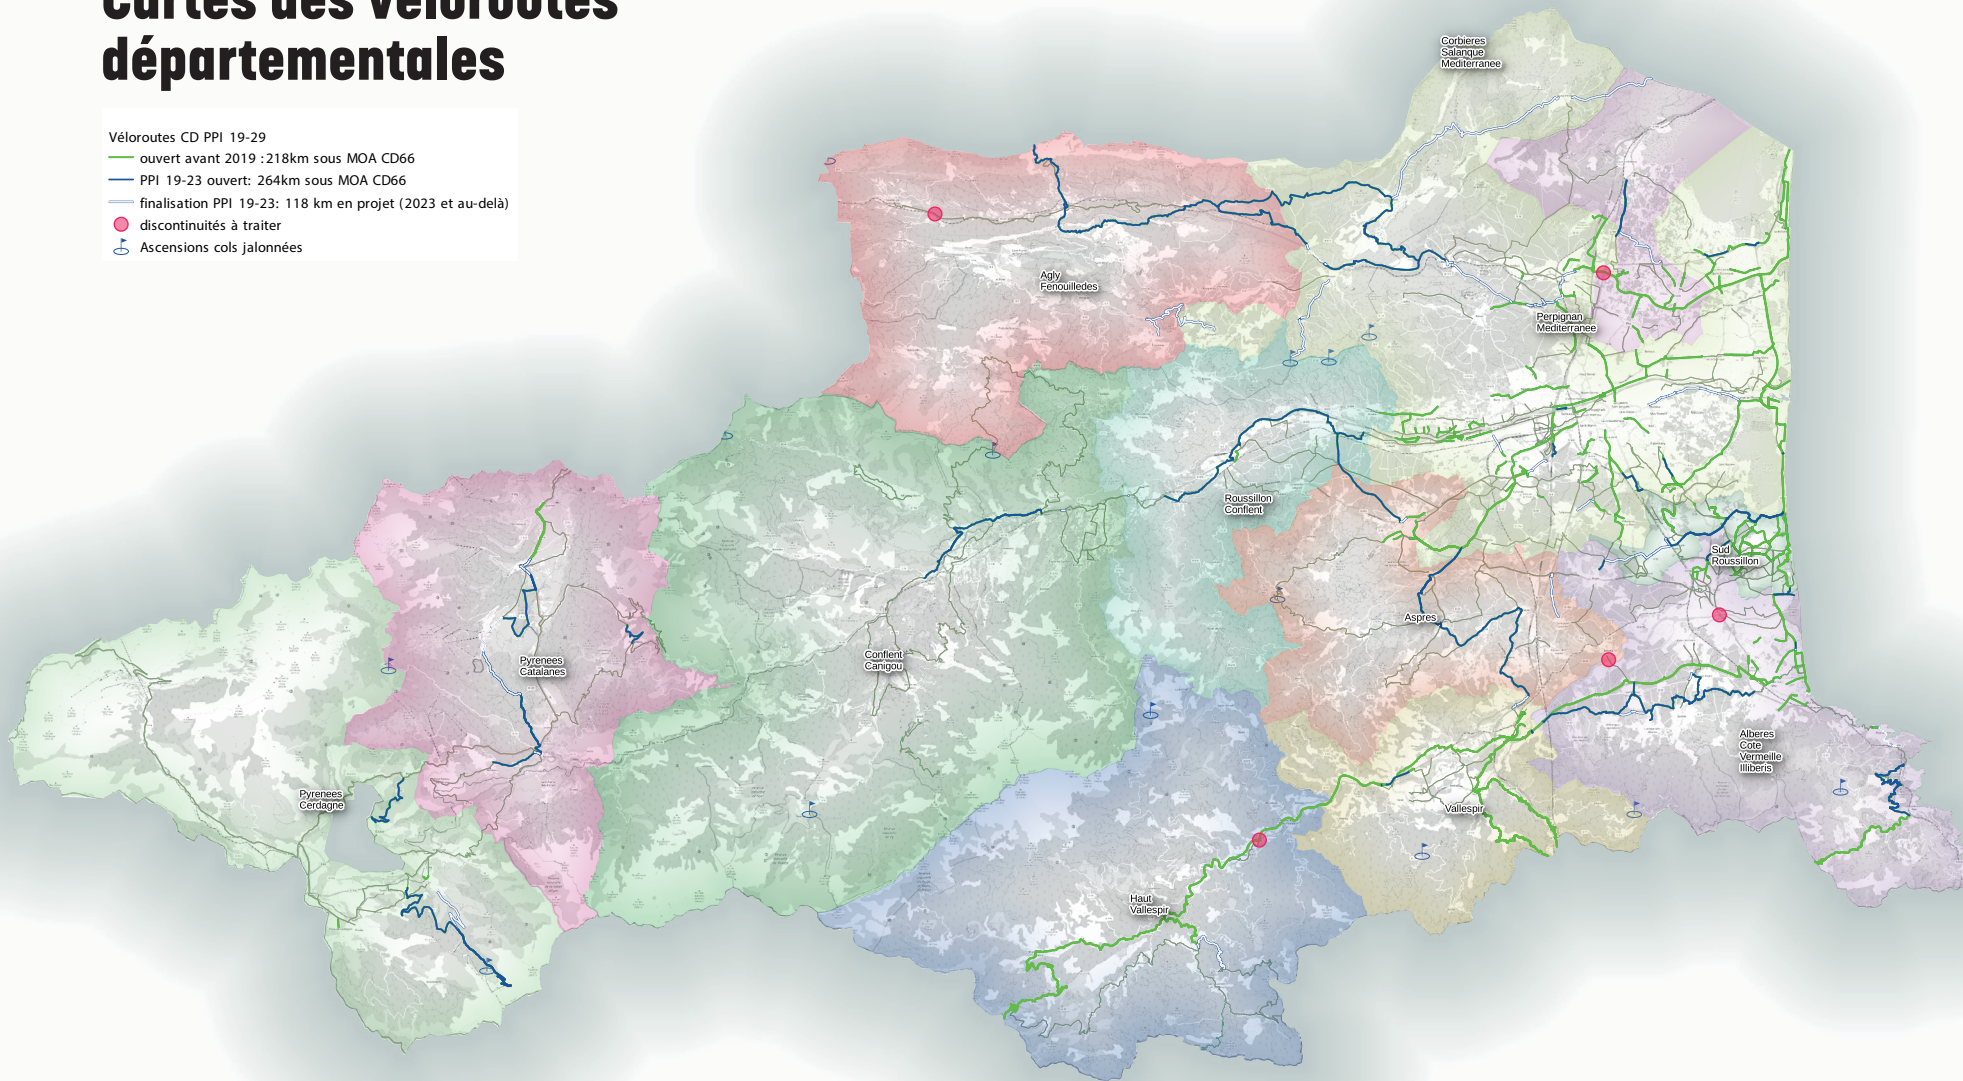 Cartes des véloroutes
départementales
Véloroutes CD PPI 19-29
ouvert avant 2019 :218km sous MOA CD66
PPI 19-23 ouvert: 264km sous MOA CD66
finalisation PPI 19-23: 118 km en projet (2023 et au-delà)
discontinuités à traiter
Ascensions cols jalonnées
Corbieres
Salanque
Mediterranee
Agly
Fenouilledes
Perpignan
Mediterranee
Roussillon
Conflent
Sud
Roussillon
Aspres
Conflent
Canigou
Pyrenees
Catalanes
Alberes
Cote
Vermeille
Illiberis
Pyrenees
Cerdagne
Vallespir
Haut
Vallespir